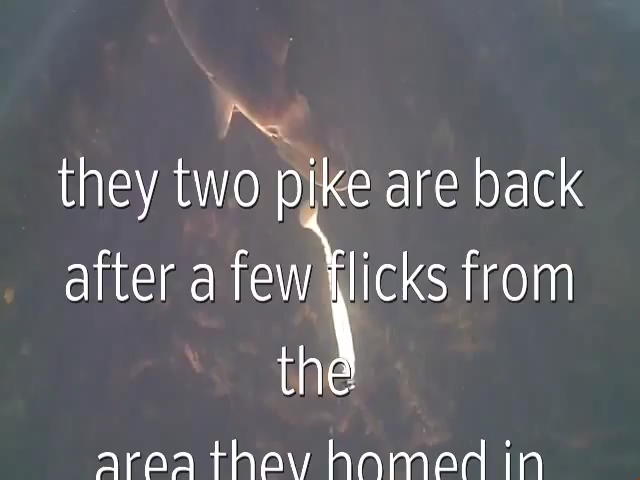 they two pike are back
after a few flicks from
the
area they homed in